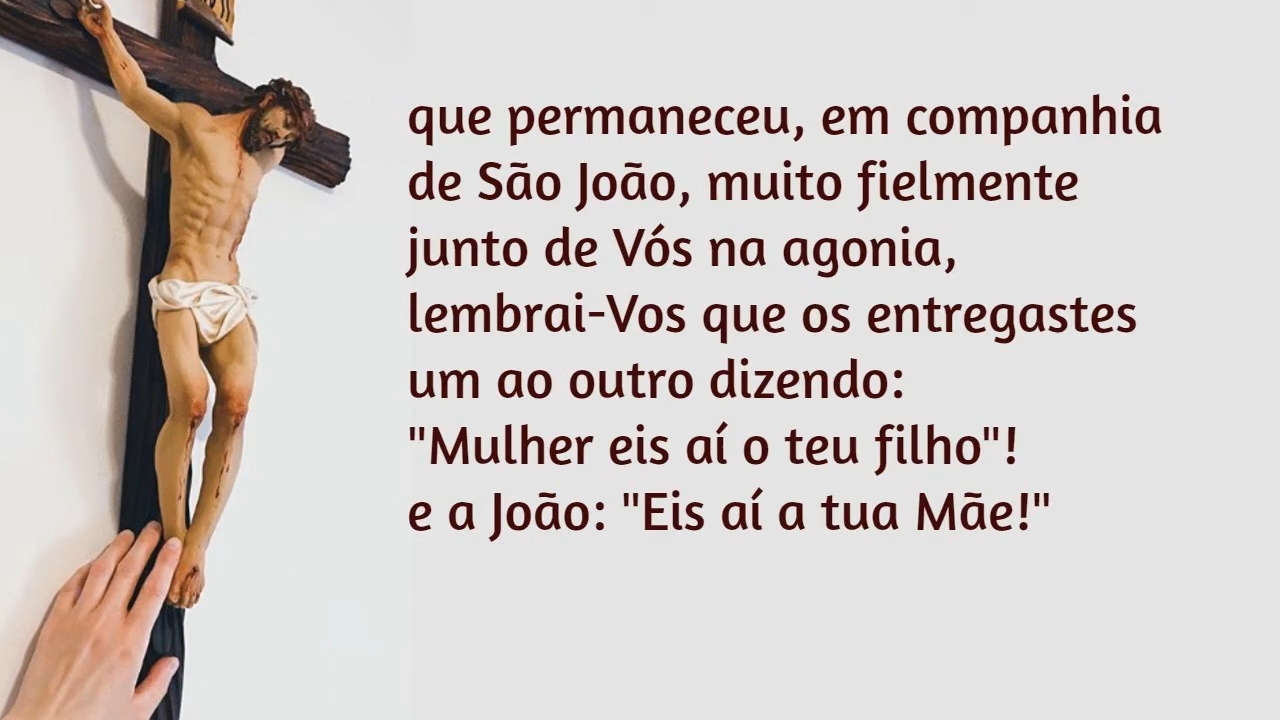 que permaneceu, em companhia
de São João, muito fielmente
junto de Vós na agonia,
lembrai-Vos que os entregastes
um ao outro dizendo:
"Mulher eis aí o teu filho"!
e a João: "Eis aí a tua Mãe!"